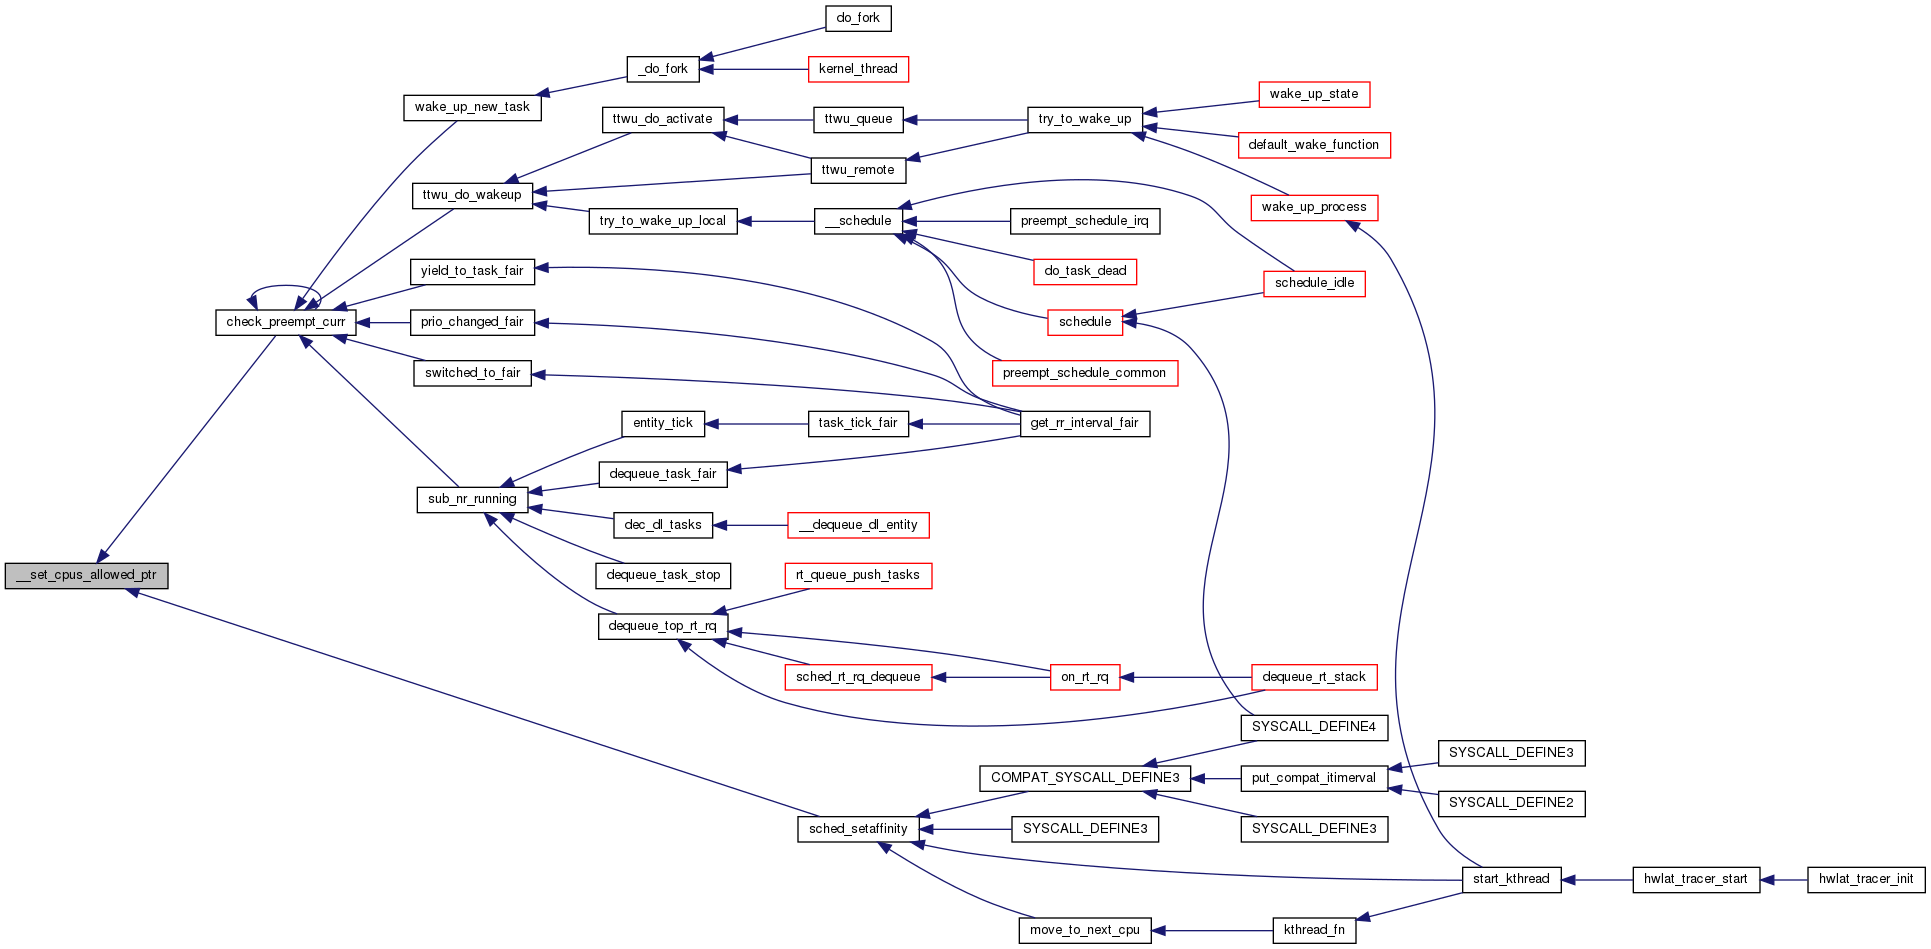 do_fork
_do_fork
kernel_thread
wake_up_new_task
wake_up_state
ttwu_do_activate
ttwu_queue
try_to_wake_up
default_wake_function
ttwu_remote
ttwu_do_wakeup
wake_up_process
try_to_wake_up_local
__schedule
preempt_schedule_irq
yield_to_task_fair
do_task_dead
schedule_idle
check_preempt_curr
prio_changed_fair
schedule
switched_to_fair
preempt_schedule_common
entity_tick
task_tick_fair
get_rr_interval_fair
dequeue_task_fair
sub_nr_running
dec_dl_tasks
__dequeue_dl_entity
__set_cpus_allowed_ptr
dequeue_task_stop
rt_queue_push_tasks
dequeue_top_rt_rq
sched_rt_rq_dequeue
on_rt_rq
dequeue_rt_stack
SYSCALL_DEFINE4
SYSCALL_DEFINE3
COMPAT_SYSCALL_DEFINE3
put_compat_itimerval
SYSCALL_DEFINE2
sched_setaffinity
SYSCALL_DEFINE3
SYSCALL_DEFINE3
start_kthread
hwlat_tracer_start
hwlat_tracer_init
move_to_next_cpu
kthread_fn